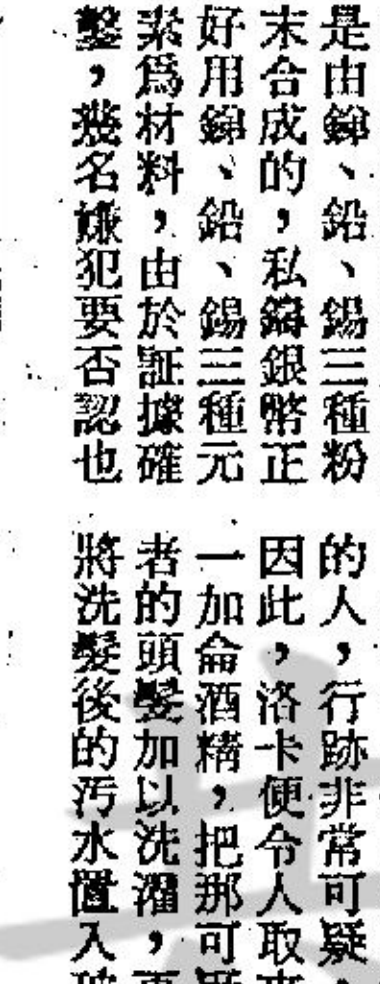 是由銻、鉛、錫三種粉
末合成的，私鑄銀幣正
好用銻、鉛、錫三種元
素爲材料，由於証據確
鑿，幾名嫌犯要否認也
的人，行跡非常可疑，
因此，洛卡便令人取來
一加侖酒精，把那可疑
者的頭髮加以洗濯，再
將洗髮後的污水置入